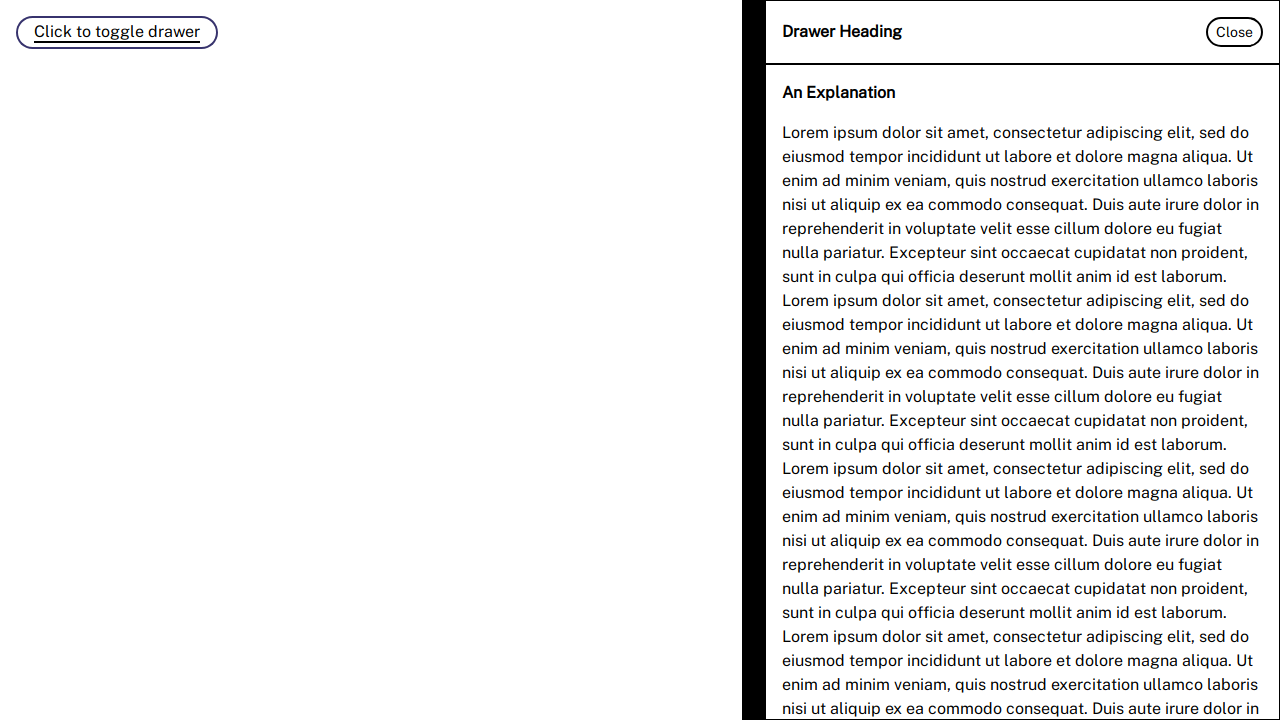 Click to toggle drawer
Drawer Heading
Close
An Explanation
Lorem ipsum dolor sit amet, consectetur adipiscing elit, sed do
eiusmod tempor incididunt ut labore et dolore magna aliqua. Ut
enim ad minim veniam, quis nostrud exercitation ullamco laboris
nisi ut aliquip ex ea commodo consequat. Duis aute irure dolor in
reprehenderit in voluptate velit esse cillum dolore eu fugiat
nulla pariatur. Excepteur sint occaecat cupidatat non proident,
sunt in culpa qui officia deserunt mollit anim id est laborum.
Lorem ipsum dolor sit amet, consectetur adipiscing elit, sed do
eiusmod tempor incididunt ut labore et dolore magna aliqua. Ut
enim ad minim veniam, quis nostrud exercitation ullamco laboris
nisi ut aliquip ex ea commodo consequat. Duis aute irure dolor in
reprehenderit in voluptate velit esse cillum dolore eu fugiat
nulla pariatur. Excepteur sint occaecat cupidatat non proident,
sunt in culpa qui officia deserunt mollit anim id est laborum.
Lorem ipsum dolor sit amet, consectetur adipiscing elit, sed do
eiusmod tempor incididunt ut labore et dolore magna aliqua. Ut
enim ad minim veniam, quis nostrud exercitation ullamco laboris
nisi ut aliquip ex ea commodo consequat. Duis aute irure dolor in
reprehenderit in voluptate velit esse cillum dolore eu fugiat
nulla pariatur. Excepteur sint occaecat cupidatat non proident,
sunt in culpa qui officia deserunt mollit anim id est laborum.
Lorem ipsum dolor sit amet, consectetur adipiscing elit, sed do
eiusmod tempor incididunt ut labore et dolore magna aliqua. Ut
enim ad minim veniam, quis nostrud exercitation ullamco laboris
nisi ut aliquip ex ea commodo consequat. Duis aute irure dolor in